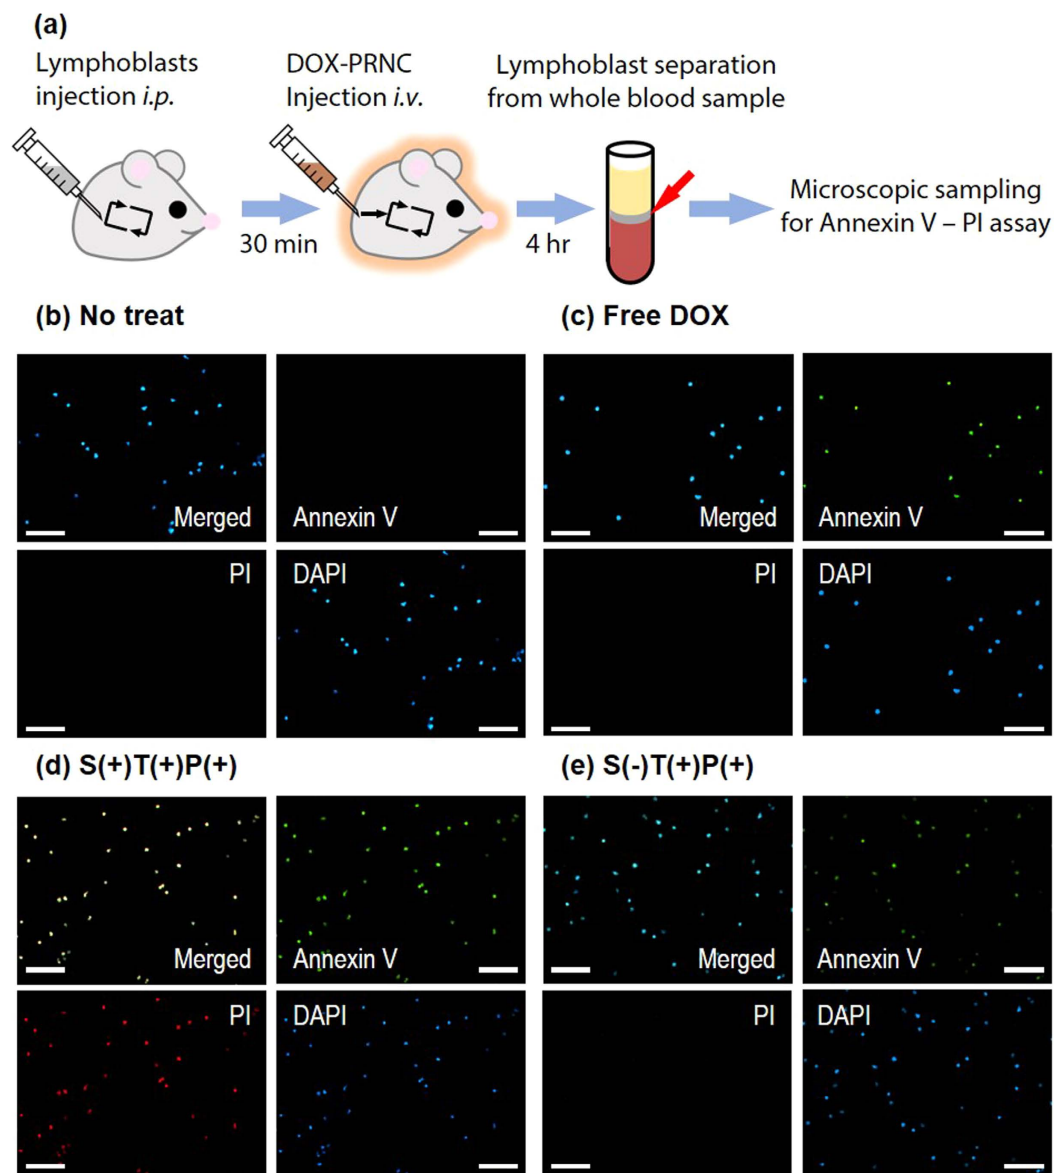 (a)
Lymphoblasts
injection i.p.
DOX-PRNC
Injection i.v.
Lymphoblast separation
from whole blood sample
30 min
4 hr
Microscopic sampling
for Annexin V – PI assay
(b) No treat
(c) Free DOX
Merged
Annexin V
Merged
Annexin V
PI
DAPI
PI
DAPI
(d) S(+)T(+)P(+)
(e) S(-)T(+)P(+)
Merged
Annexin V
Merged
Annexin V
PI
DAPI
PI
DAPI